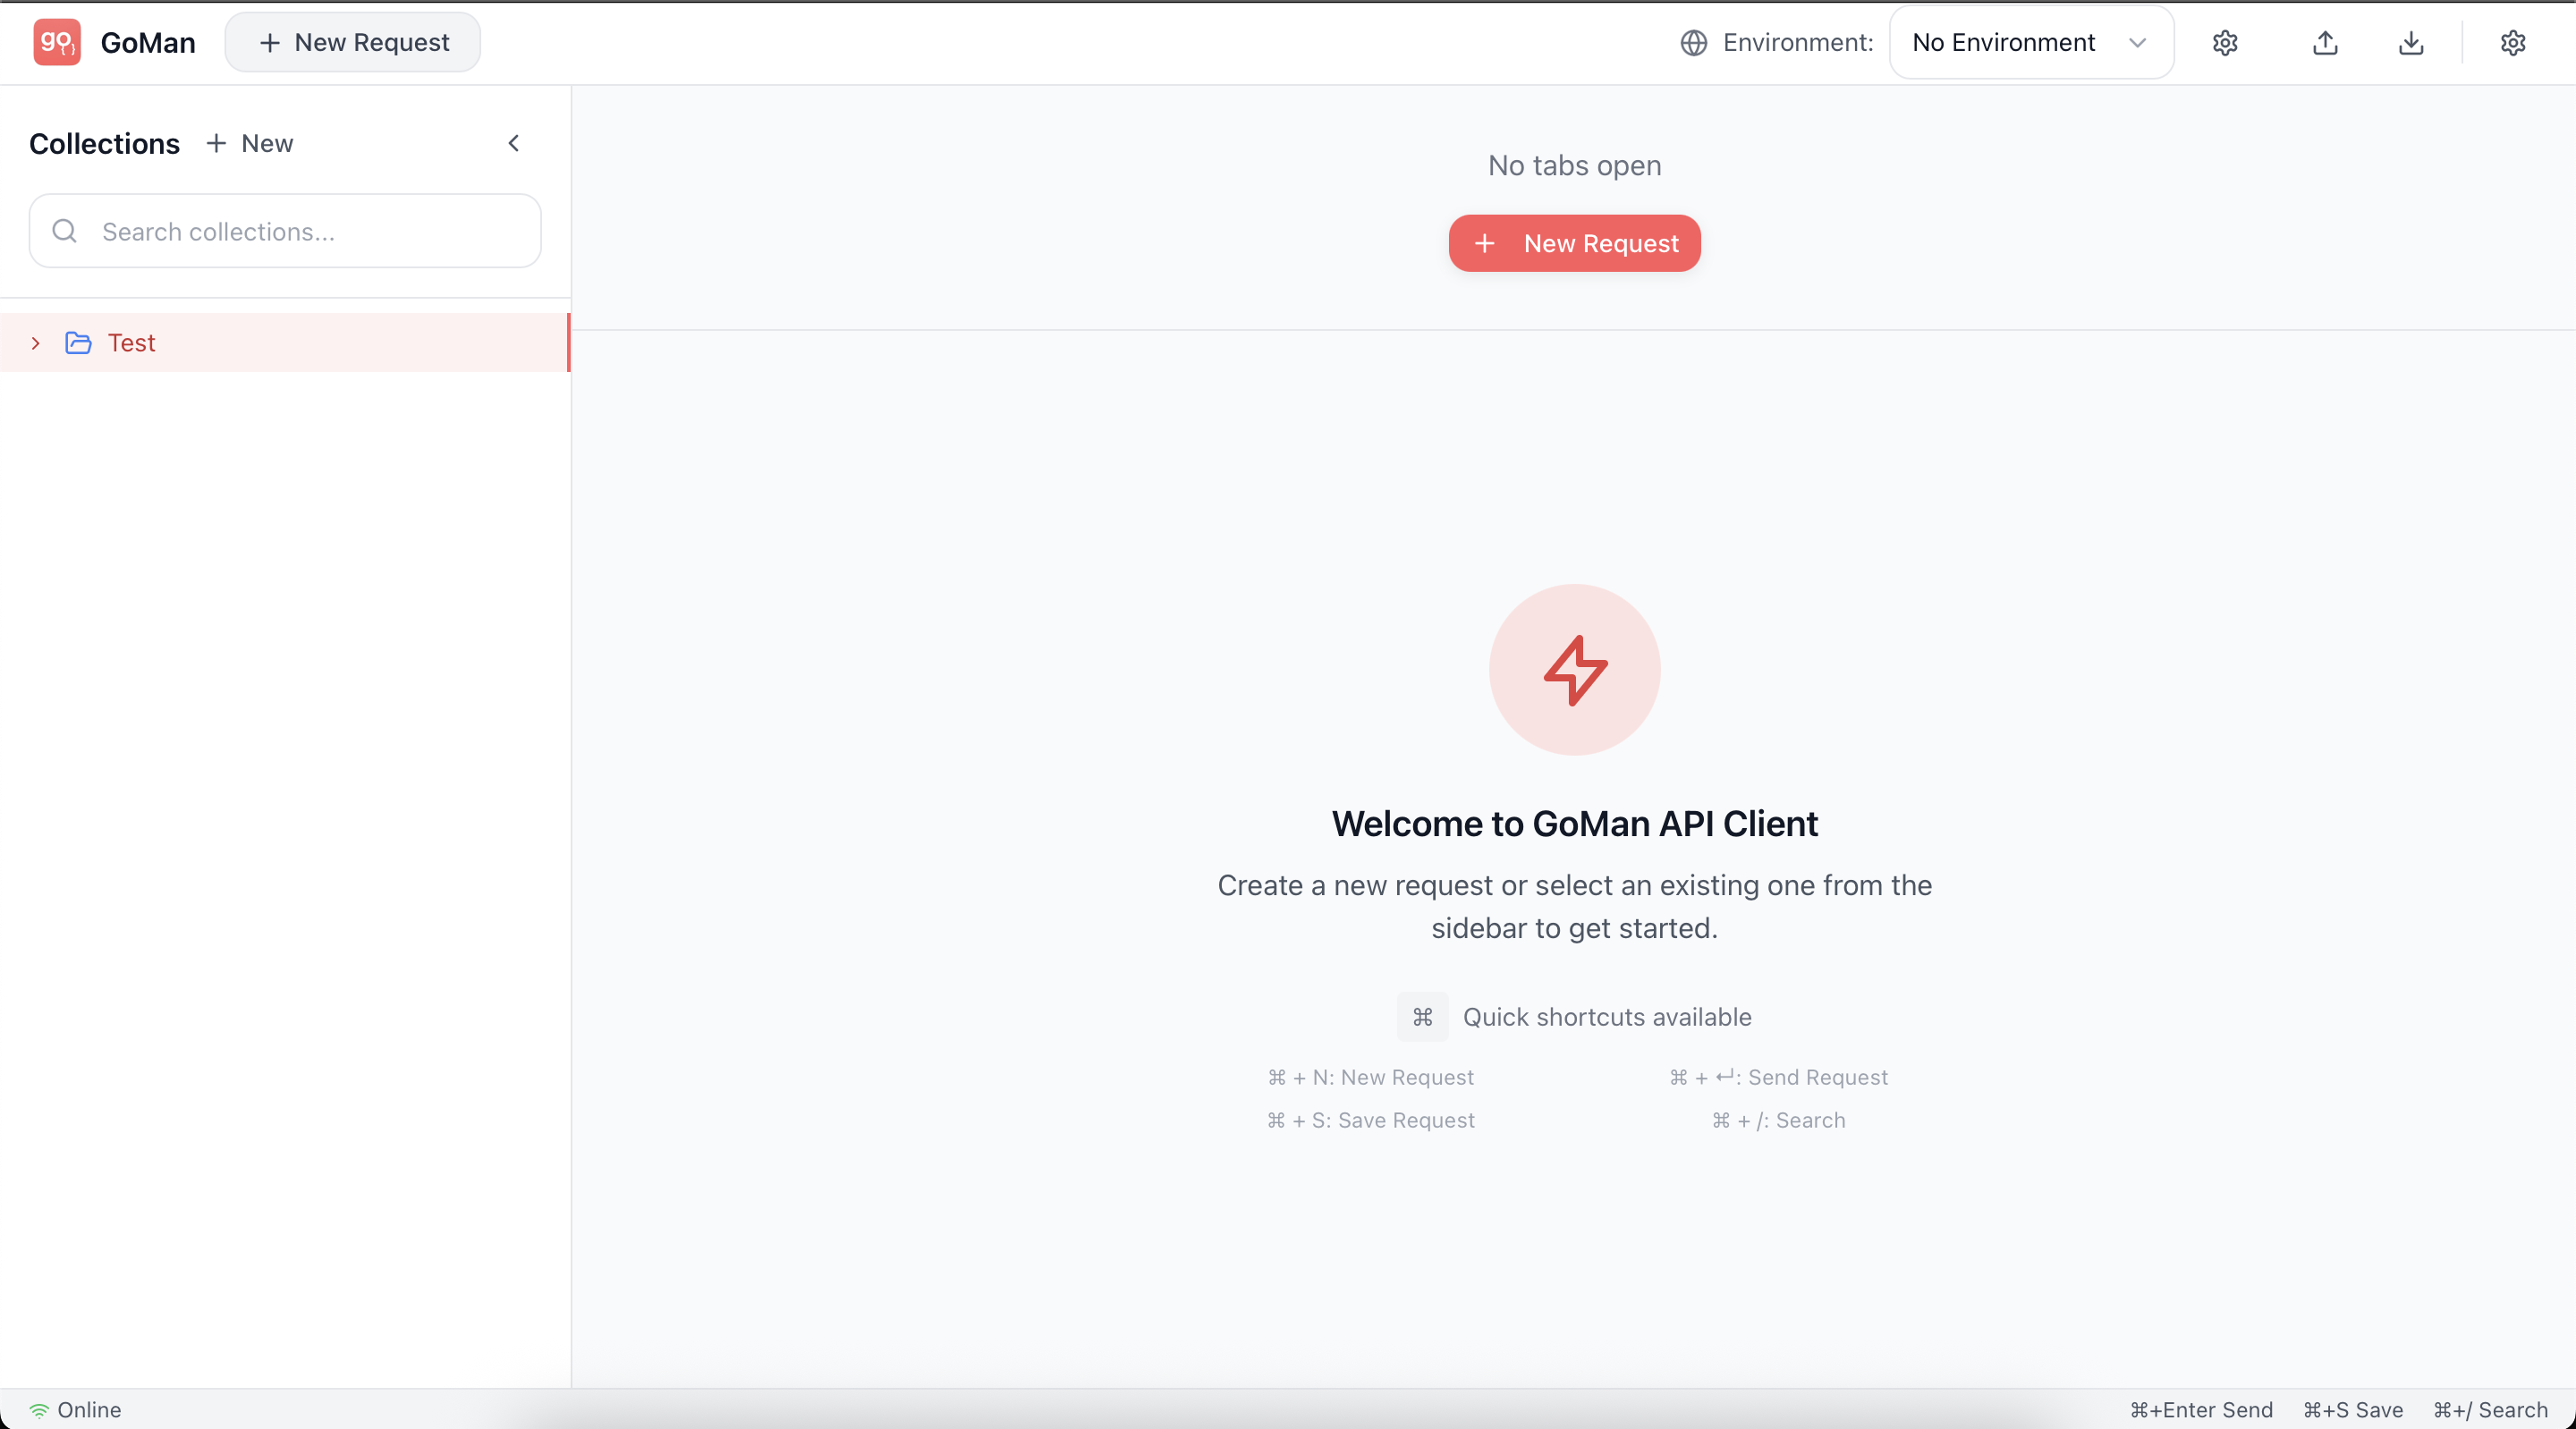 go{} GoMan + New Request Environment: No Environment
Collections + New
Search collections...
Test
No tabs open
+ New Request
Welcome to GoMan API Client
Create a new request or select an existing one from the
sidebar to get started.
⌘ Quick shortcuts available
⌘ + N: New Request ⌘ + ↵: Send Request
⌘ + S: Save Request ⌘ + /: Search
Online ⌘+Enter Send ⌘+S Save ⌘+/ Search